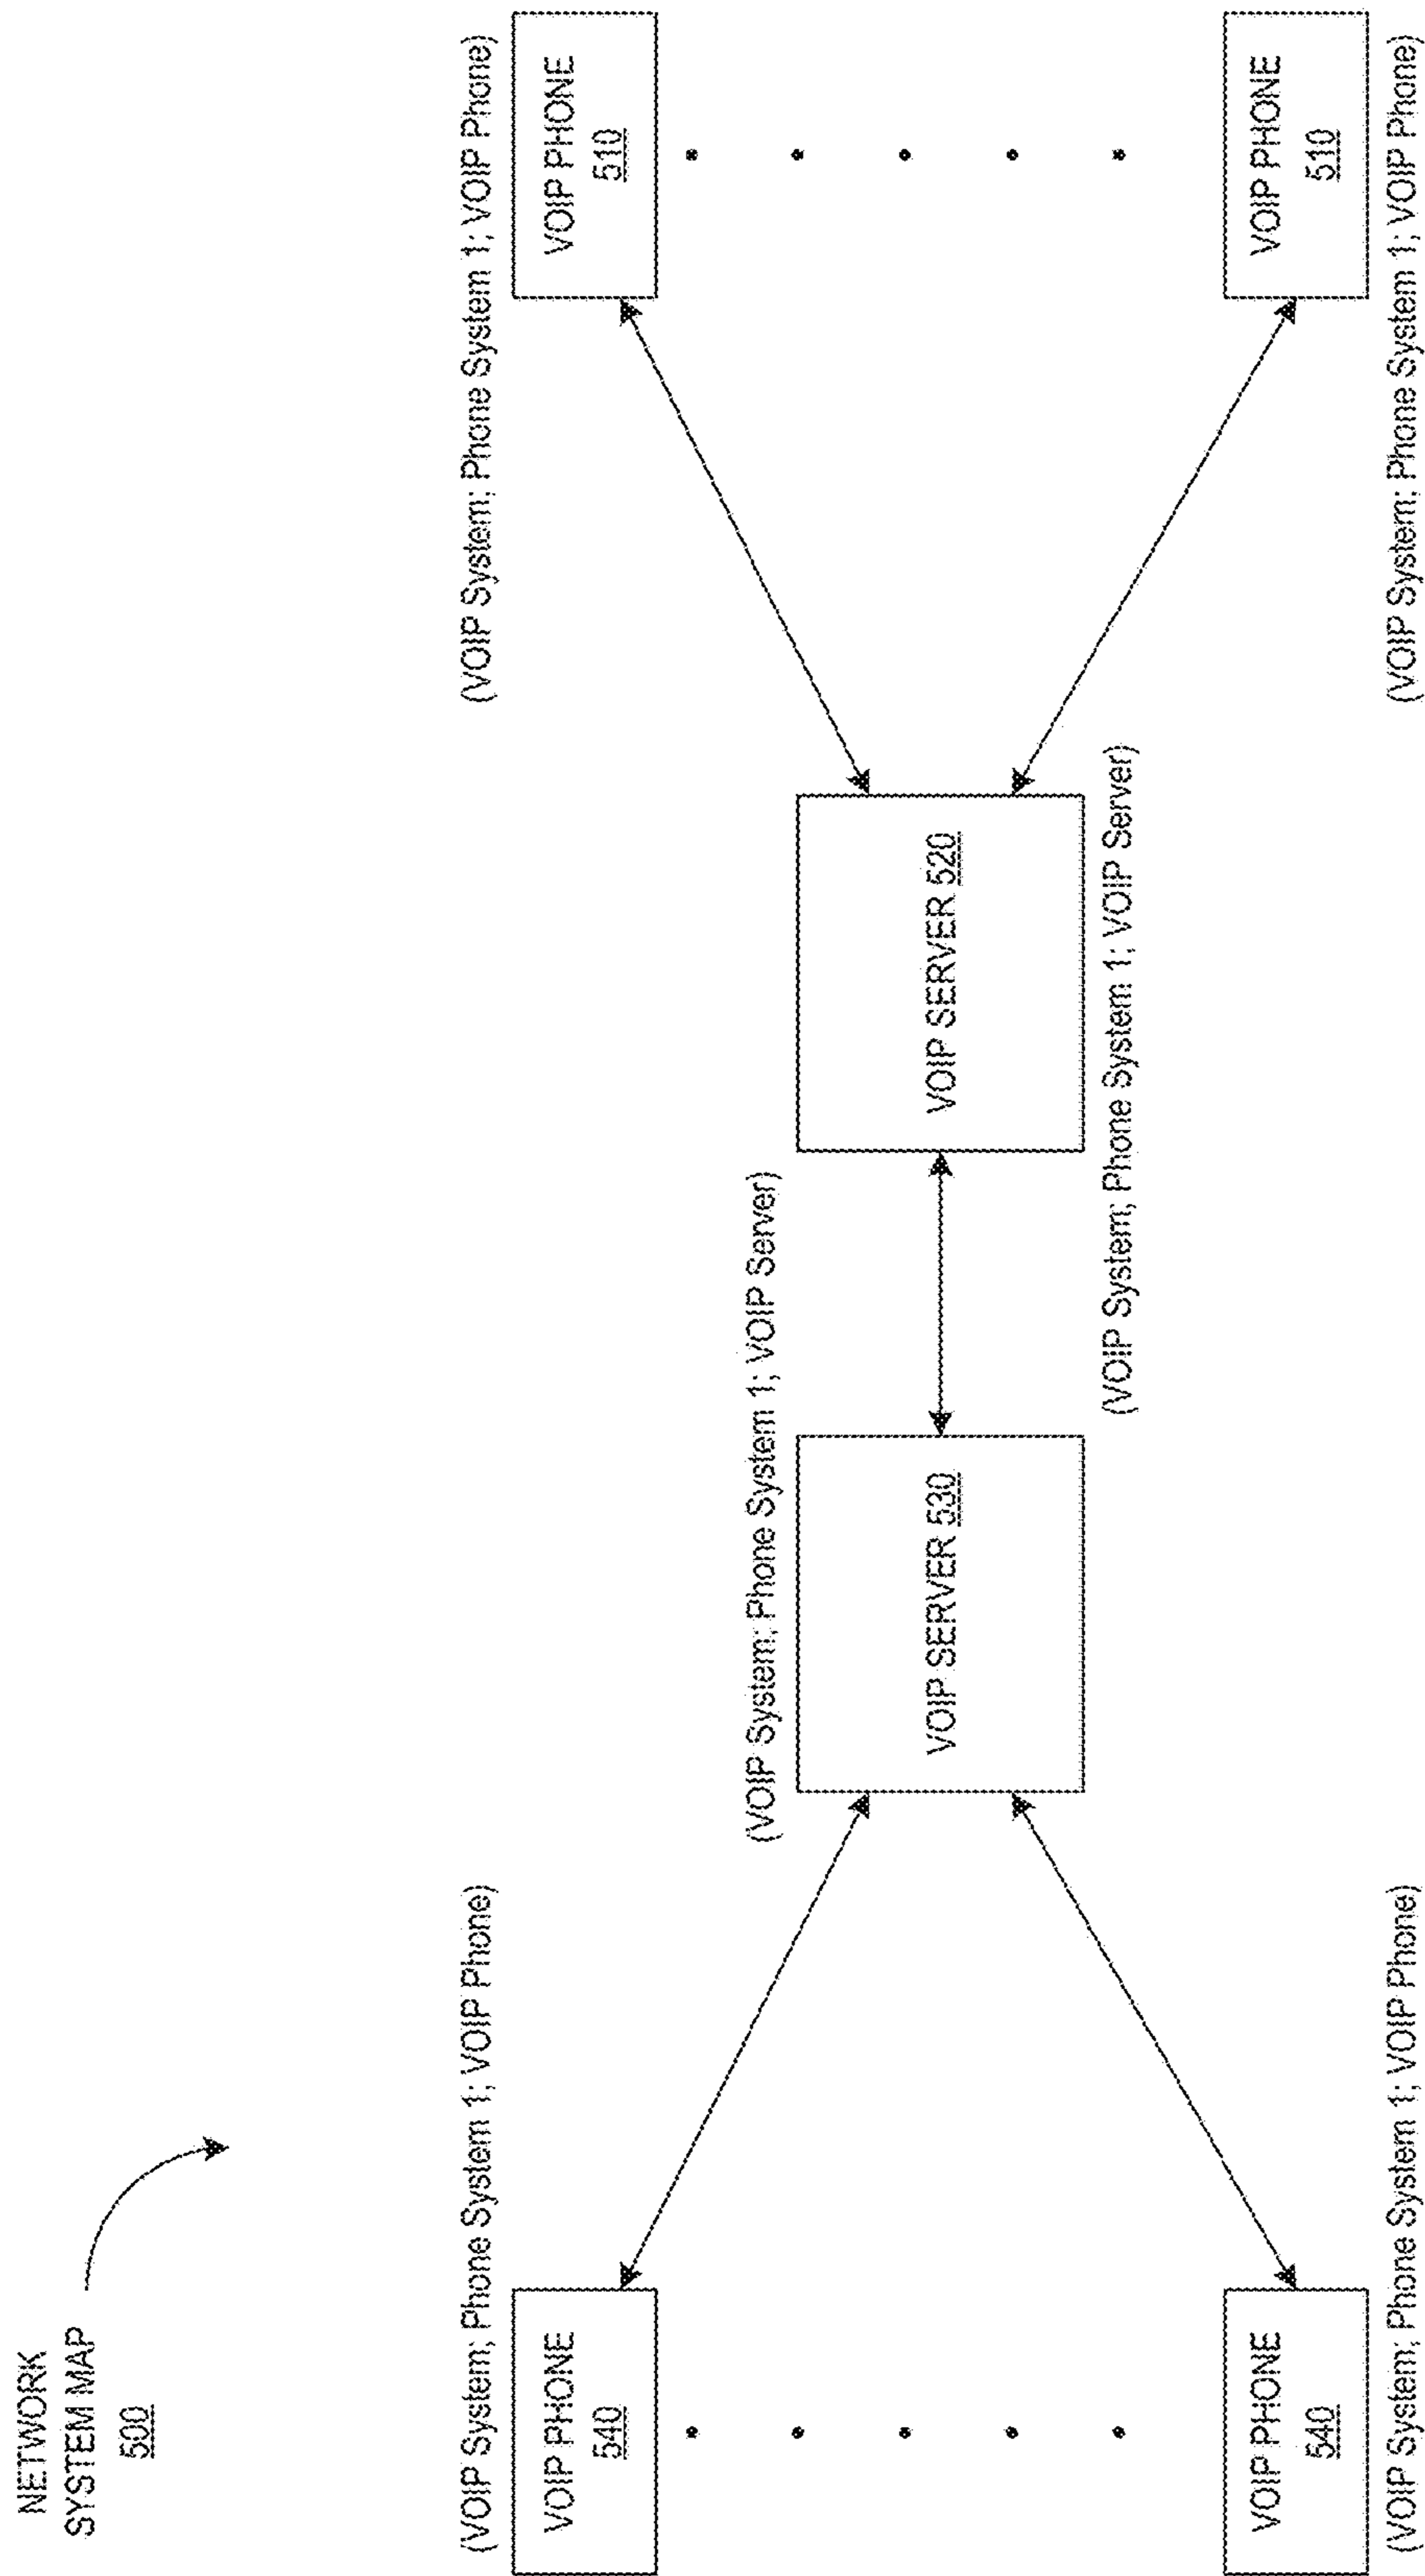 NETWORK
SYSTEM MAP
500
(VOIP System; Phone System 1; VOIP Phone)
(VOIP System; Phone System 1; VOIP Phone)
VOIP PHONE
540
VOIP PHONE
510
(VOIP System; Phone System 1; VOIP Server)
VOIP SERVER 530
VOIP SERVER 520
(VOIP System; Phone System 1; VOIP Server)
VOIP PHONE
540
VOIP PHONE
510
(VOIP System; Phone System 1; VOIP Phone)
(VOIP System; Phone System 1; VOIP Phone)